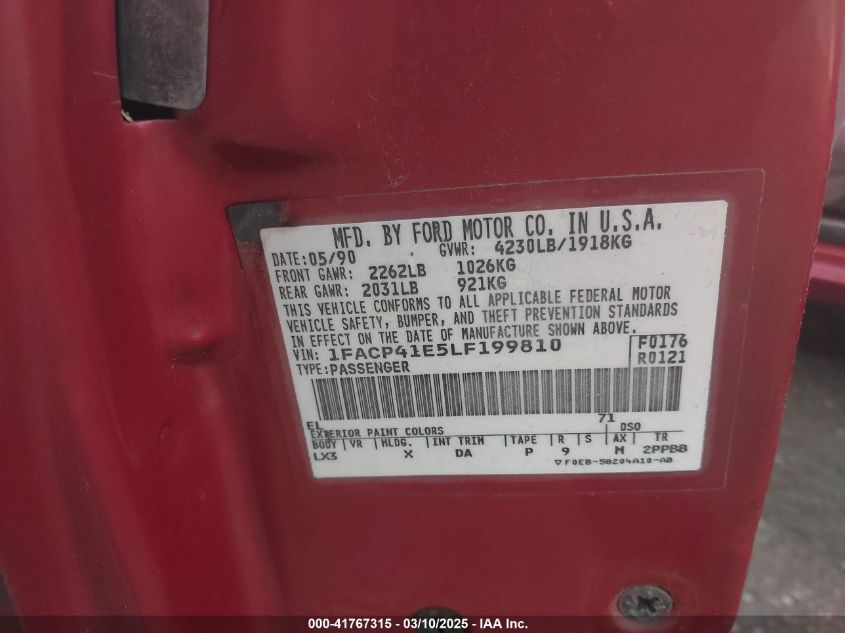 MFD. BY FORD MOTOR CO. IN U.S.A.
DATE: 05/90 GVWR: 4230LB/1918KG
FRONT GAWR: 2262LB 1026KG
REAR GAWR: 2031LB 921KG
THIS VEHICLE CONFORMS TO ALL APPLICABLE FEDERAL MOTOR
VEHICLE SAFETY, BUMPER, AND THEFT PREVENTION STANDARDS
IN EFFECT ON THE DATE OF MANUFACTURE SHOWN ABOVE.
VIN: 1FACP41E5LF199810 F0176
TYPE: PASSENGER R0121
EL 71
EXTERIOR PAINT COLORS DSO
BODY VR MLDG. INT TRIM TAPE R S AX TR
LX3 X DA P 9 M 2PPBB
▽F0EB-58204A10-AB
000-41767315 - 03/10/2025 - IAAI, Inc.